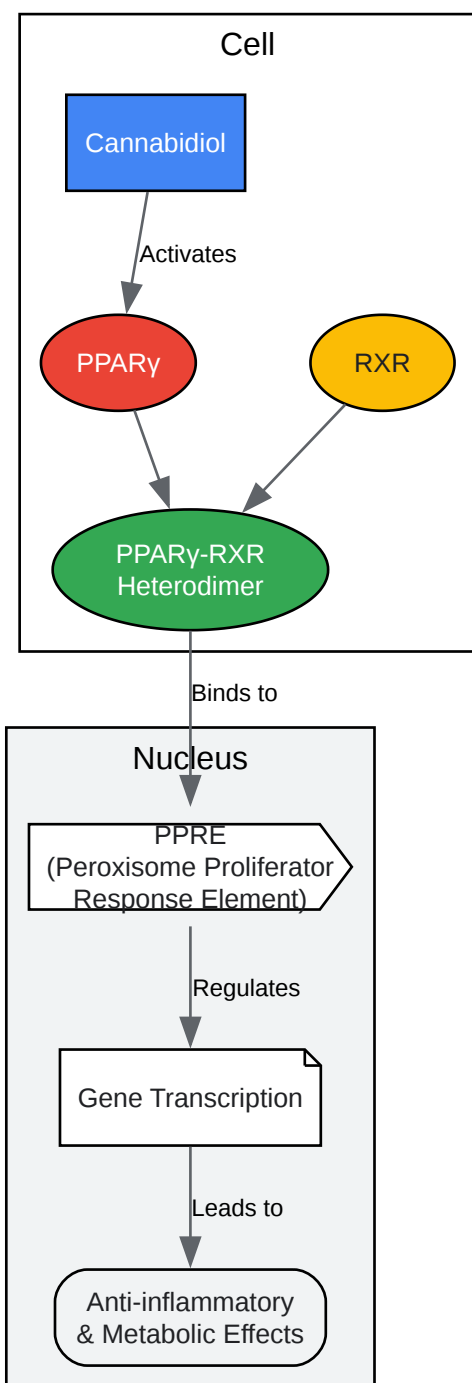 Cell
Cannabidiol
Activates
PPARγ
RXR
PPARγ-RXR
Heterodimer
Binds to
Nucleus
PPRE
(Peroxisome Proliferator
Response Element)
Regulates
Gene Transcription
Leads to
Anti-inflammatory
& Metabolic Effects